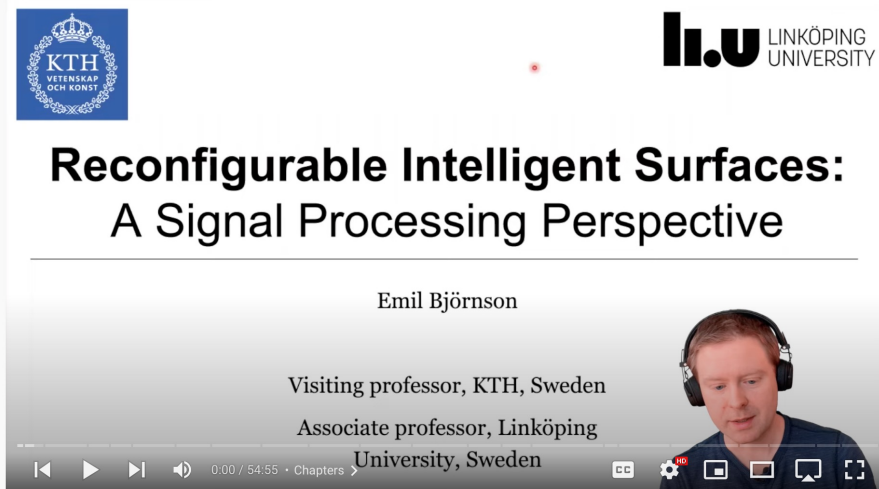 KTH
VETENSKAP
OCH KONST
LI.U LINKÖPING
UNIVERSITY
Reconfigurable Intelligent Surfaces:
A Signal Processing Perspective
Emil Björnson
Visiting professor, KTH, Sweden
Associate professor, Linköping
University, Sweden
0:00 / 54:55 • Chapters >
CC
HD